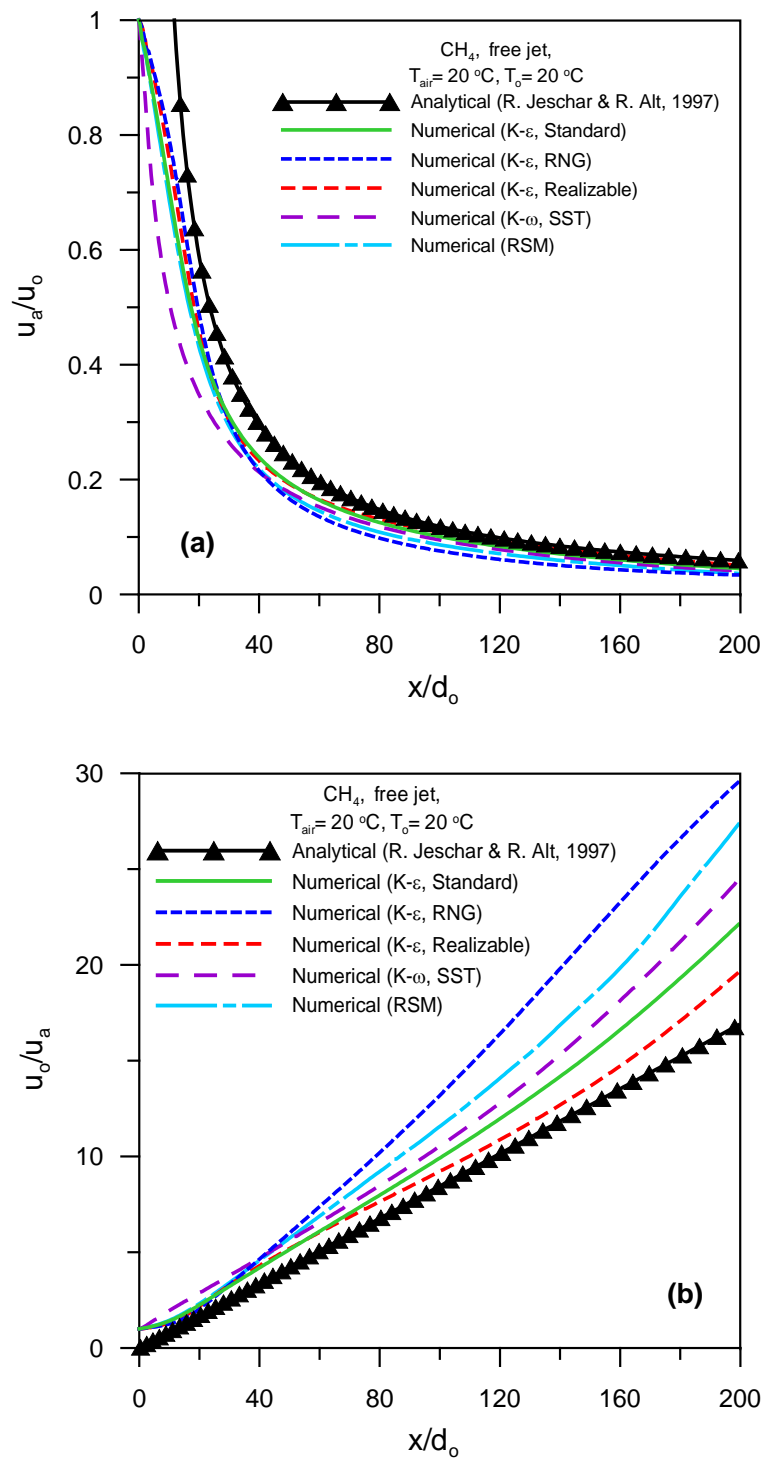 CH₄, free jet,
T_air= 20 °C, T_o= 20 °C
Analytical (R. Jeschar & R. Alt, 1997)
Numerical (K-ε, Standard)
Numerical (K-ε, RNG)
Numerical (K-ε, Realizable)
Numerical (K-ω, SST)
Numerical (RSM)
1
0.8
0.6
0.4
0.2
0
u_a/u_o
(a)
0 40 80 120 160 200
x/d_o
CH₄, free jet,
T_air= 20 °C, T_o= 20 °C
Analytical (R. Jeschar & R. Alt, 1997)
Numerical (K-ε, Standard)
Numerical (K-ε, RNG)
Numerical (K-ε, Realizable)
Numerical (K-ω, SST)
Numerical (RSM)
30
20
10
0
u_o/u_a
(b)
0 40 80 120 160 200
x/d_o